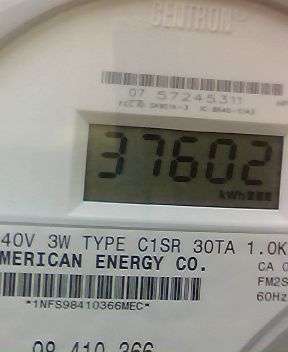 CENTRON®
07 57245311
37602
kWh
40V 3W TYPE C1SR 30TA 1.0K
MERICAN ENERGY CO.
CA 0
FM2S
60Hz
*1NFS98410366MEC*
98 410 366